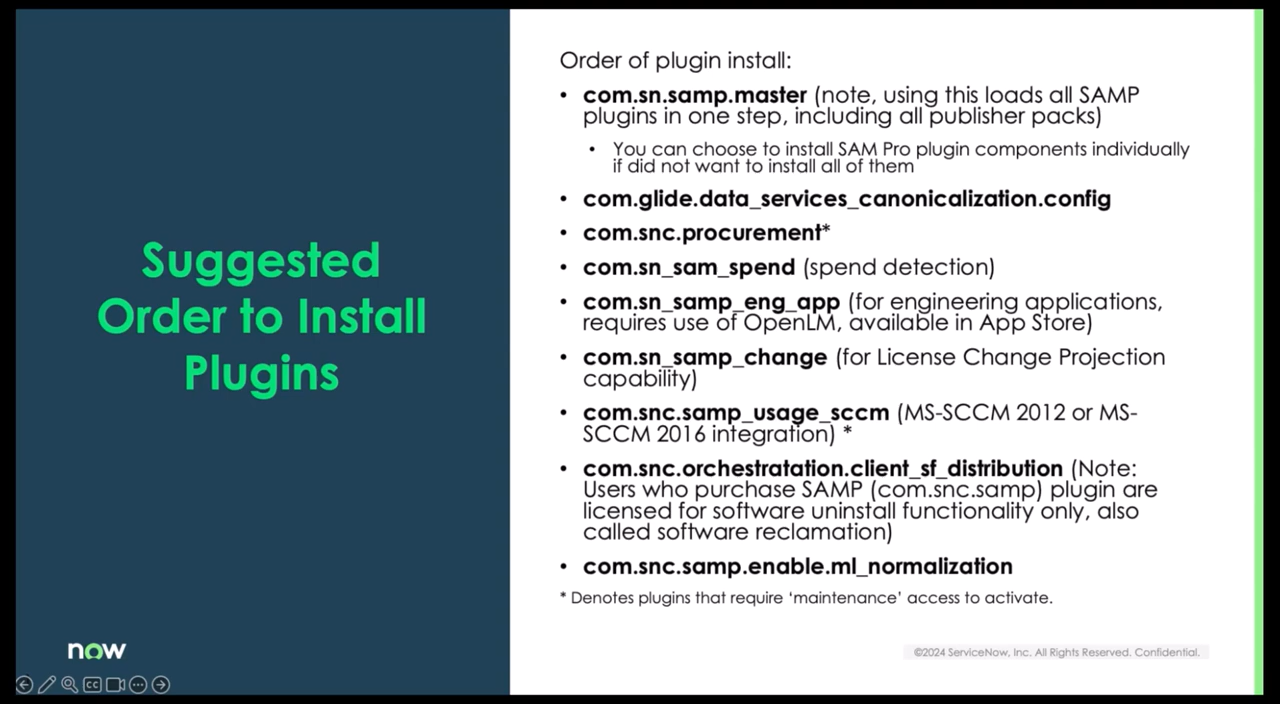 Suggested
Order to Install
Plugins
Order of plugin install:
• com.sn.samp.master (note, using this loads all SAMP
plugins in one step, including all publisher packs)
• You can choose to install SAM Pro plugin components individually
if did not want to install all of them
• com.glide.data_services_canonicalization.config
• com.snc.procurement*
• com.sn_sam_spend (spend detection)
• com.sn_samp_eng_app (for engineering applications,
requires use of OpenLM, available in App Store)
• com.sn_samp_change (for License Change Projection
capability)
• com.snc.samp_usage_sccm (MS-SCCM 2012 or MS-
SCCM 2016 integration) *
• com.snc.orchestratation.client_sf_distribution (Note:
Users who purchase SAMP (com.snc.samp) plugin are
licensed for software uninstall functionality only, also
called software reclamation)
• com.snc.samp.enable.ml_normalization
* Denotes plugins that require ‘maintenance’ access to activate.
now
©2024 ServiceNow, Inc. All Rights Reserved. Confidential.
CC